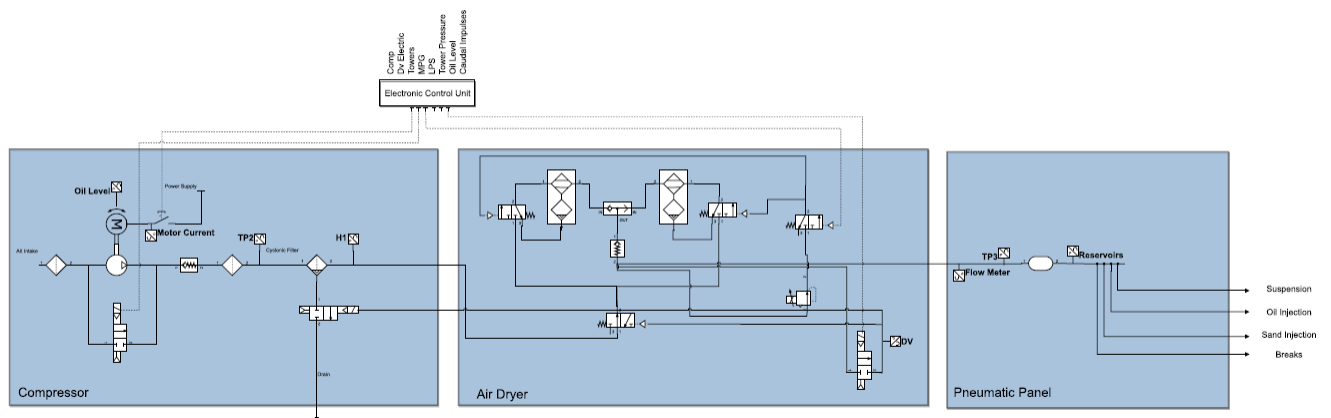 Comp
Dv Electric
Towers
MPG
LPS
Tower Pressure
Oil Level
Caudal Impulses
Electronic Control Unit
Oil Level
Power Supply
Motor Current
TP2
H1
Cyclonic Filter
Drain
Compressor
OUT
DV
Air Dryer
TP3
Flow Meter
Reservoirs
Suspension
Oil Injection
Sand Injection
Breaks
Pneumatic Panel